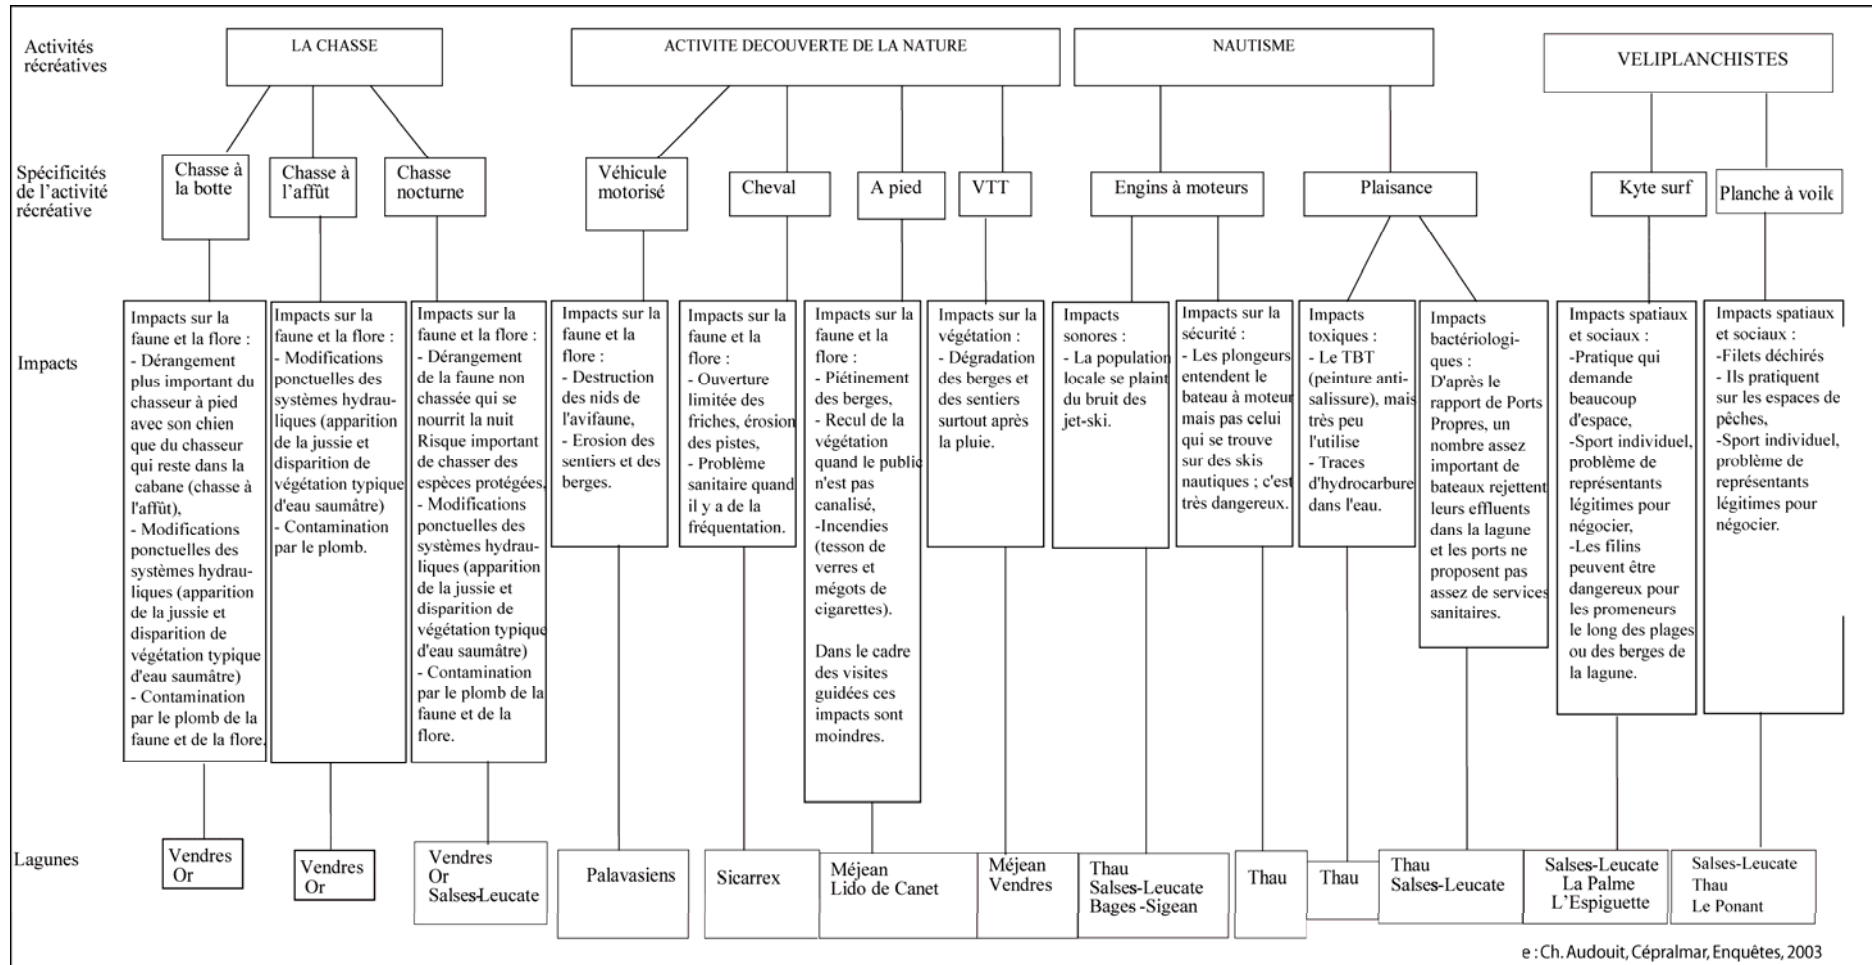 Activités
récréatives
LA CHASSE
ACTIVITE DECOUVERTE DE LA NATURE
NAUTISME
VELIPLANCHISTES
Spécificités
de l'activité
récréative
Chasse à
la botte
Chasse à
l'affût
Chasse
nocturne
Véhicule
motorisé
Cheval
A pied
VTT
Engins à moteurs
Plaisance
Kyte surf
Planche à voile
Impacts
Impacts sur la
faune et la flore :
- Dérangement
plus important du
chasseur à pied
avec son chien
que du chasseur
qui reste dans la
cabane (chasse à
l'affût),
- Modifications
ponctuelles des
systèmes hydrau-
liques (apparition
de la jussie et
disparition de
végétation typique
d'eau saumâtre)
- Contamination
par le plomb de la
faune et de la flore.
Impacts sur la
faune et la flore :
- Modifications
ponctuelles des
systèmes hydrau-
liques (apparition
de la jussie et
disparition de
végétation typique
d'eau saumâtre)
- Contamination
par le plomb.
Impacts sur la
faune et la flore :
- Dérangement
de la faune non
chassée qui se
nourrit la nuit
Risque important
de chasser des
espèces protégées,
- Modifications
ponctuelles des
systèmes hydrau-
liques (apparition
de la jussie et
disparition de
végétation typique
d'eau saumâtre)
- Contamination
par le plomb de la
faune et de la
flore.
Impacts sur la
faune et la
flore :
- Destruction
des nids de
l'avifaune,
- Erosion des
sentiers et des
berges.
Impacts sur la
faune et la
flore :
- Ouverture
limitée des
friches, érosion
des pistes,
- Problème
sanitaire quand
il y a de la
fréquentation.
Impacts sur la
faune et la
flore :
- Piétinement
des berges,
- Recul de la
végétation
quand le public
n'est pas
canalisé,
-Incendies
(tesson de
verres et
mégots de
cigarettes).
Dans le cadre
des visites
guidées ces
impacts sont
moindres.
Impacts sur la
végétation :
- Dégradation
des berges et
des sentiers
surtout après
la pluie.
Impacts
sonores :
- La population
locale se plaint
du bruit des
jet-ski.
Impacts sur la
sécurité :
- Les plongeurs
entendent le
bateau à moteur
mais pas celui
qui se trouve
sur des skis
nautiques ; c'est
très dangereux.
Impacts
toxiques :
- Le TBT
(peinture anti-
salissure), mais
très peu
l'utilise
- Traces
d'hydrocarbure
dans l'eau.
Impacts
bactériologi-
ques :
D'après le
rapport de Ports
Propres, un
nombre assez
important de
bateaux rejettent
leurs effluents
dans la lagune
et les ports ne
proposent pas
assez de services
sanitaires.
Impacts spatiaux
et sociaux :
-Pratique qui
demande
beaucoup
d'espace,
-Sport individuel,
problème de
représentants
légitimes pour
négocier,
-Les filins
peuvent être
dangereux pour
les promeneurs
le long des plages
ou des berges de
la lagune.
Impacts spatiaux
et sociaux :
-Filets déchirés
- Ils pratiquent
sur les espaces de
pêches,
-Sport individuel,
problème de
représentants
légitimes pour
négocier.
Lagunes
Vendres
Or
Vendres
Or
Vendres
Or
Salses-Leucate
Palavasiens
Sicarrex
Méjean
Lido de Canet
Méjean
Vendres
Thau
Salses-Leucate
Bages -Sigean
Thau
Thau
Thau
Salses-Leucate
Salses-Leucate
La Palme
L'Espiguette
Salses-Leucate
Thau
Le Ponant
e : Ch. Audouit, Cépralmar, Enquêtes, 2003